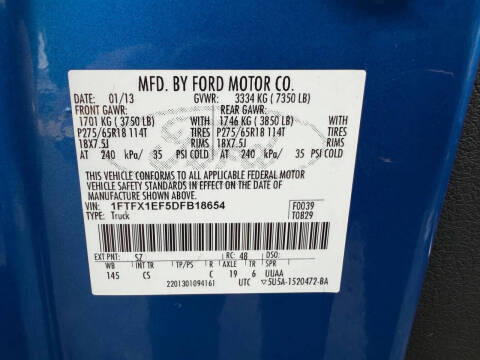 MFD. BY FORD MOTOR CO.
DATE: 01/13 GVWR: 3334 KG ( 7350 LB)
FRONT GAWR: REAR GAWR:
1701 KG ( 3750 LB) WITH 1746 KG ( 3850 LB) WITH
P275/65R18 114T TIRES P275/65R18 114T TIRES
18X7.5J RIMS 18X7.5J RIMS
AT 240 kPa/ 35 PSI COLD AT 240 kPa/ 35 PSI COLD
THIS VEHICLE CONFORMS TO ALL APPLICABLE FEDERAL MOTOR
VEHICLE SAFETY STANDARDS IN EFFECT ON THE DATE OF
MANUFACTURE SHOWN ABOVE.
VIN: 1FTFX1EF5DFB18654 F0039
TYPE: Truck T0829
EXT PNT: SZ RC: 48 DSO:
WB INT TR TP/PS R AXLE TR SPR
145 CS C 19 6 UUAA
2201301094161 UTC 5U5A-1520472-BA